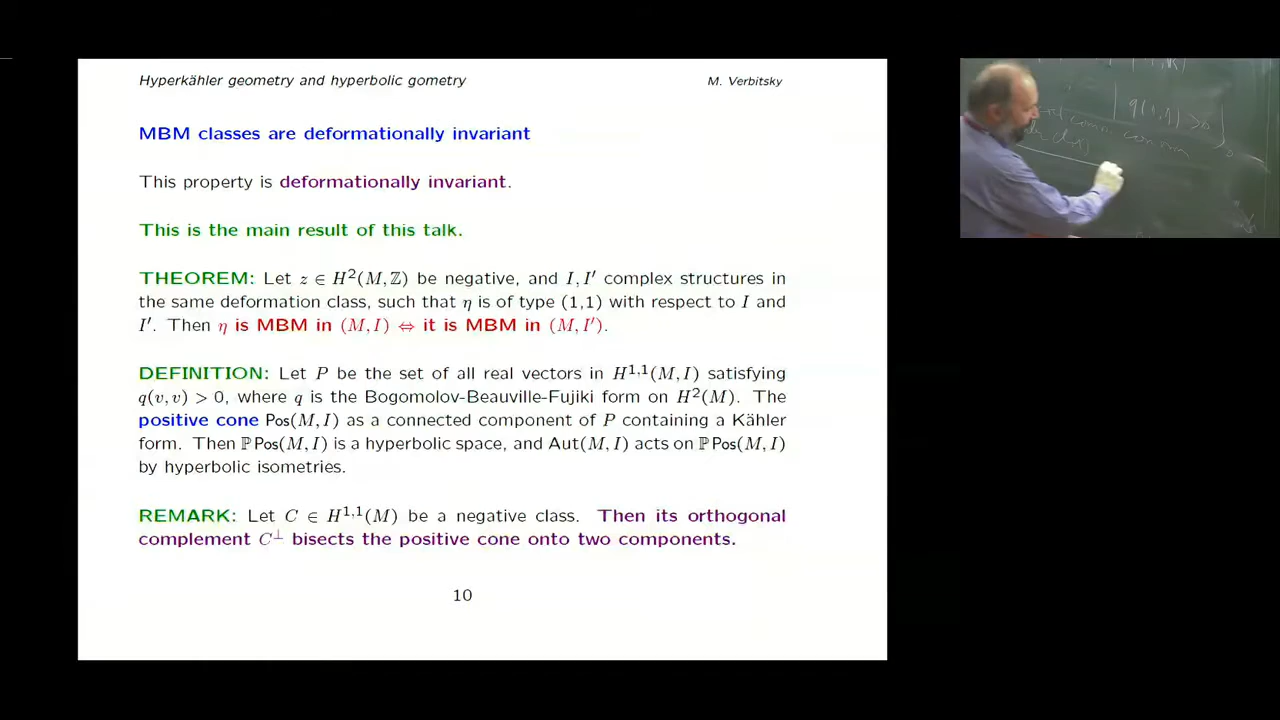 Hyperkähler geometry and hyperbolic gometry M. Verbitsky
MBM classes are deformationally invariant
This property is deformationally invariant.
This is the main result of this talk.
THEOREM: Let z ∈ H²(M, ℤ) be negative, and I, I′ complex structures in
the same deformation class, such that η is of type (1,1) with respect to I and
I′. Then η is MBM in (M, I) ⇔ it is MBM in (M, I′).
DEFINITION: Let P be the set of all real vectors in H¹,¹(M, I) satisfying
q(v, v) > 0, where q is the Bogomolov-Beauville-Fujiki form on H²(M). The
positive cone Pos(M, I) as a connected component of P containing a Kähler
form. Then ℙ Pos(M, I) is a hyperbolic space, and Aut(M, I) acts on ℙ Pos(M, I)
by hyperbolic isometries.
REMARK: Let C ∈ H¹,¹(M) be a negative class. Then its orthogonal
complement C⊥ bisects the positive cone onto two components.
10